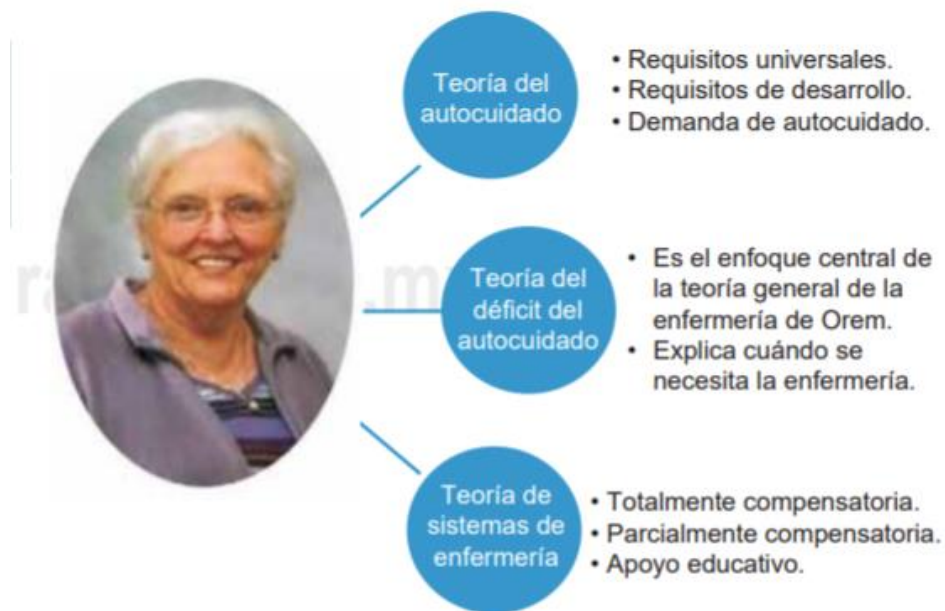 Teoría del
autocuidado
• Requisitos universales.
• Requisitos de desarrollo.
• Demanda de autocuidado.
Teoría del
déficit del
autocuidado
• Es el enfoque central de
la teoría general de la
enfermería de Orem.
• Explica cuándo se
necesita la enfermería.
Teoría de
sistemas de
enfermería
• Totalmente compensatoria.
• Parcialmente compensatoria.
• Apoyo educativo.